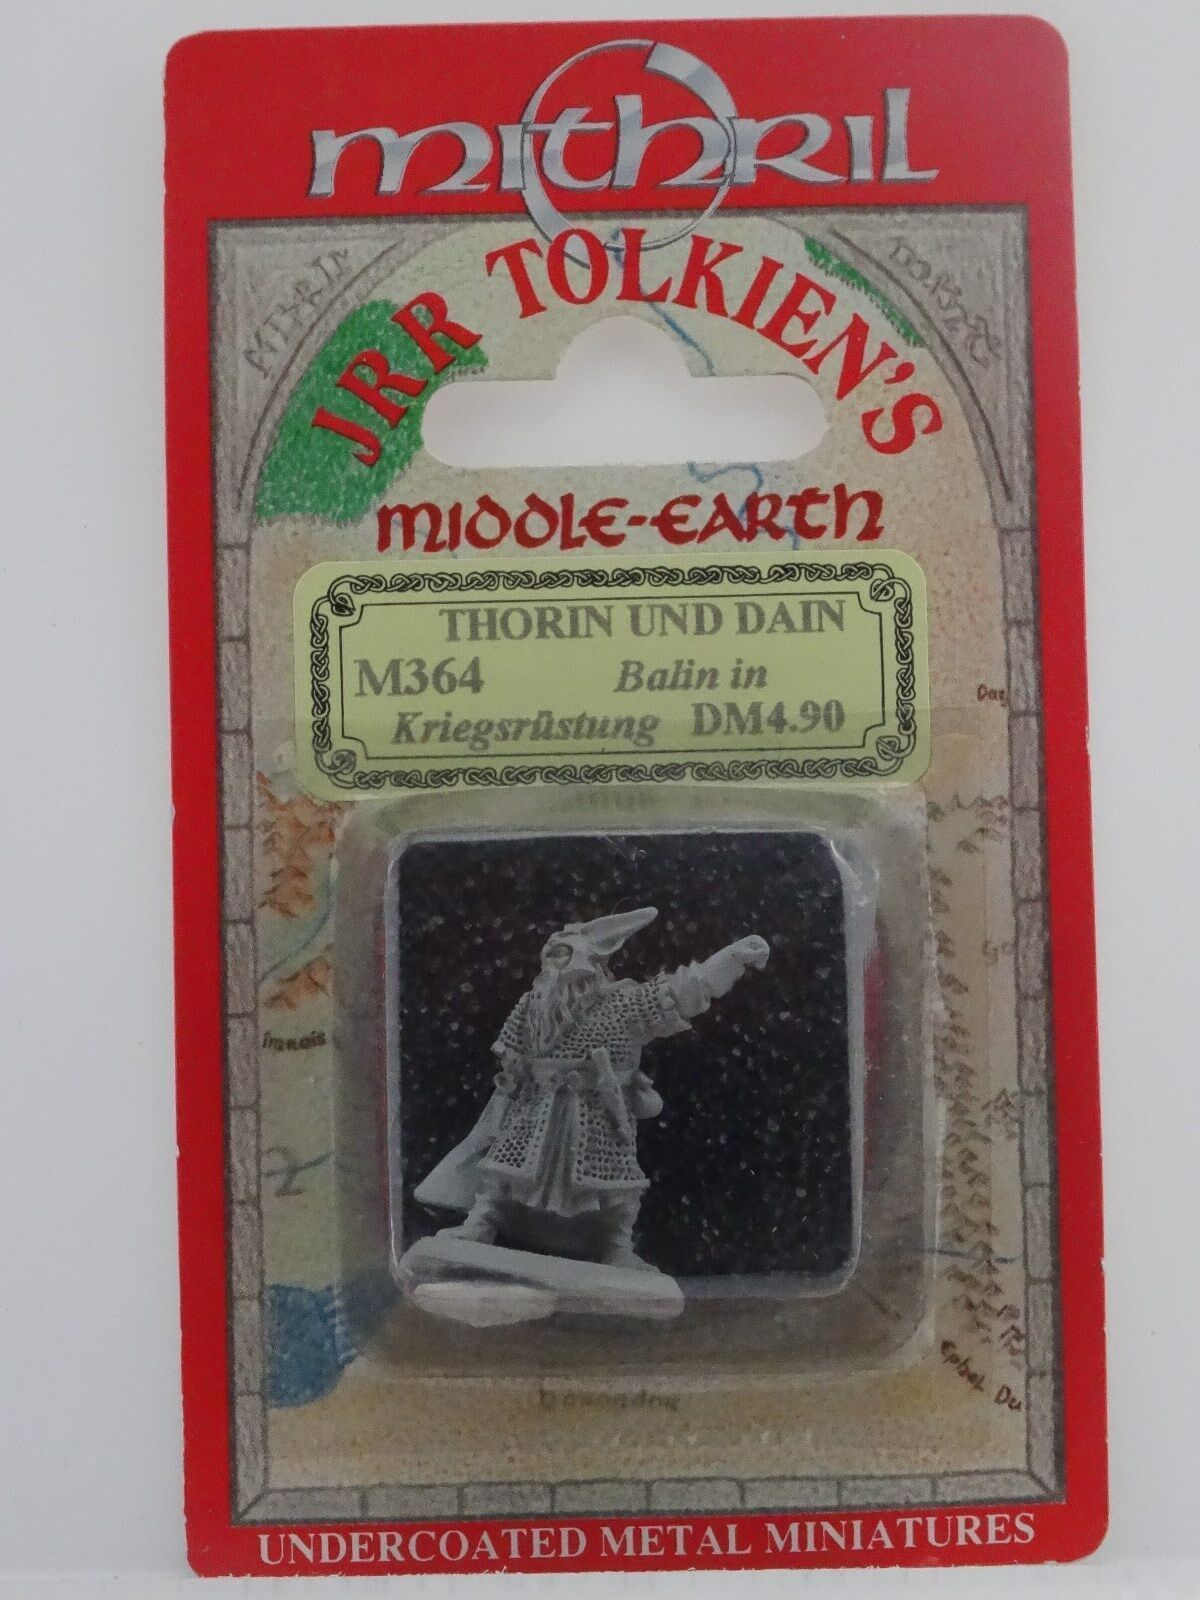 mithril
JRR TOLKIEN'S
MIDDLE-EARTH
THORIN UND DAIN
M364 Balin in
Kriegsrüstung DM4.90
UNDERCOATED METAL MINIATURES